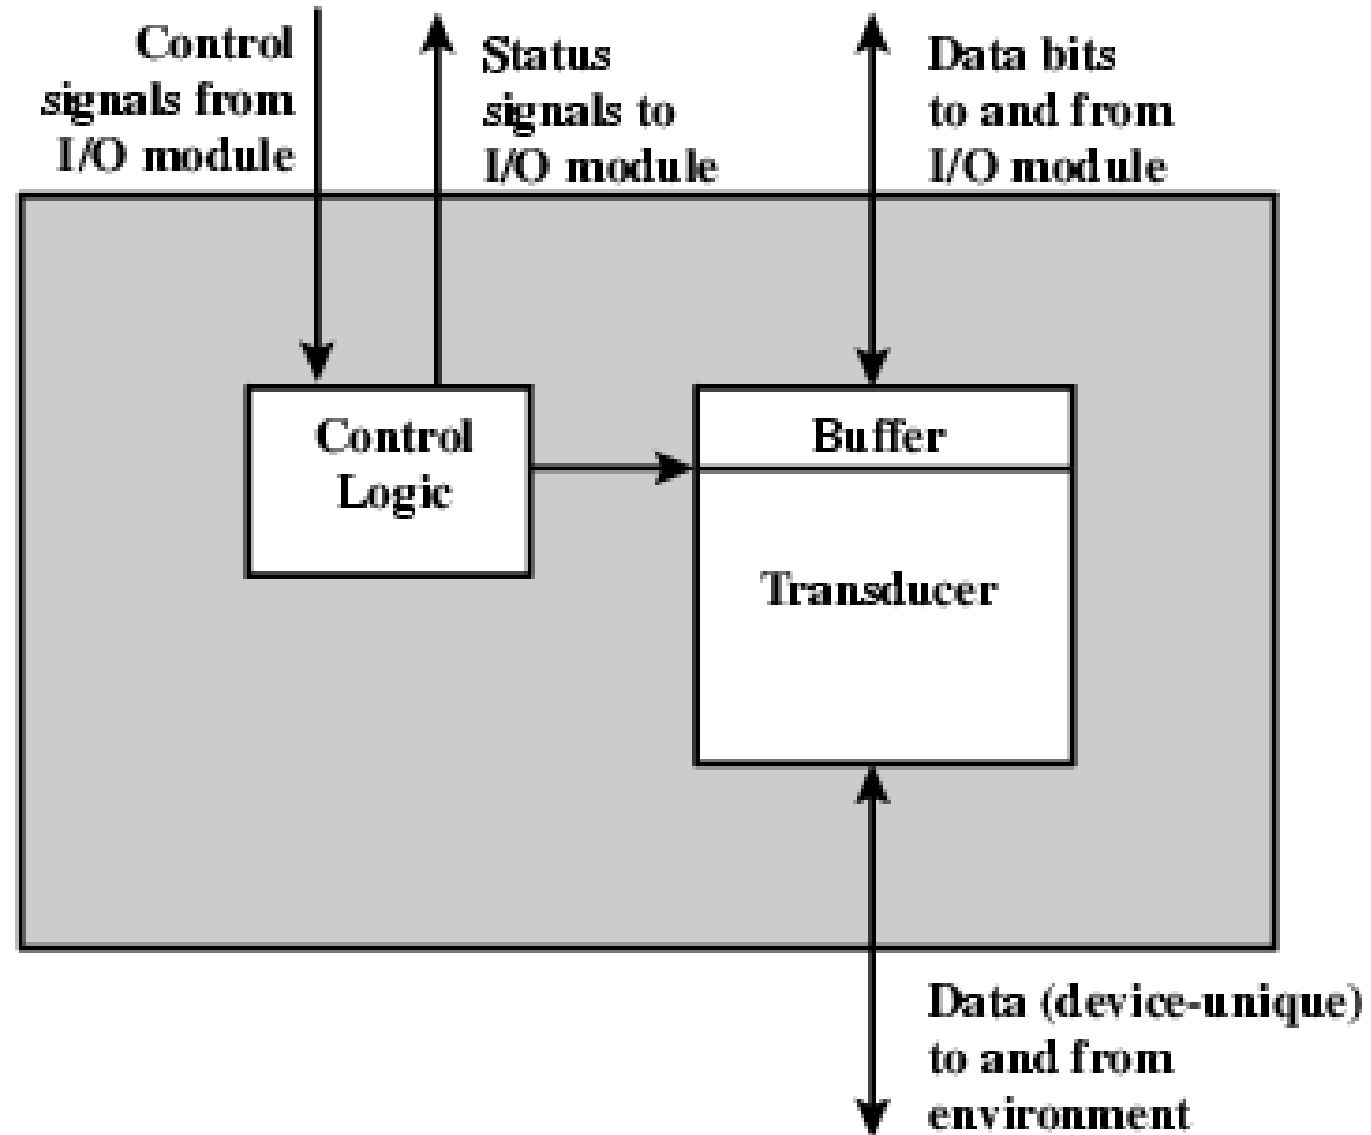 Control
signals from
I/O module
Status
signals to
I/O module
Data bits
to and from
I/O module
Control
Logic
Buffer
Transducer
Data (device-unique)
to and from
environment